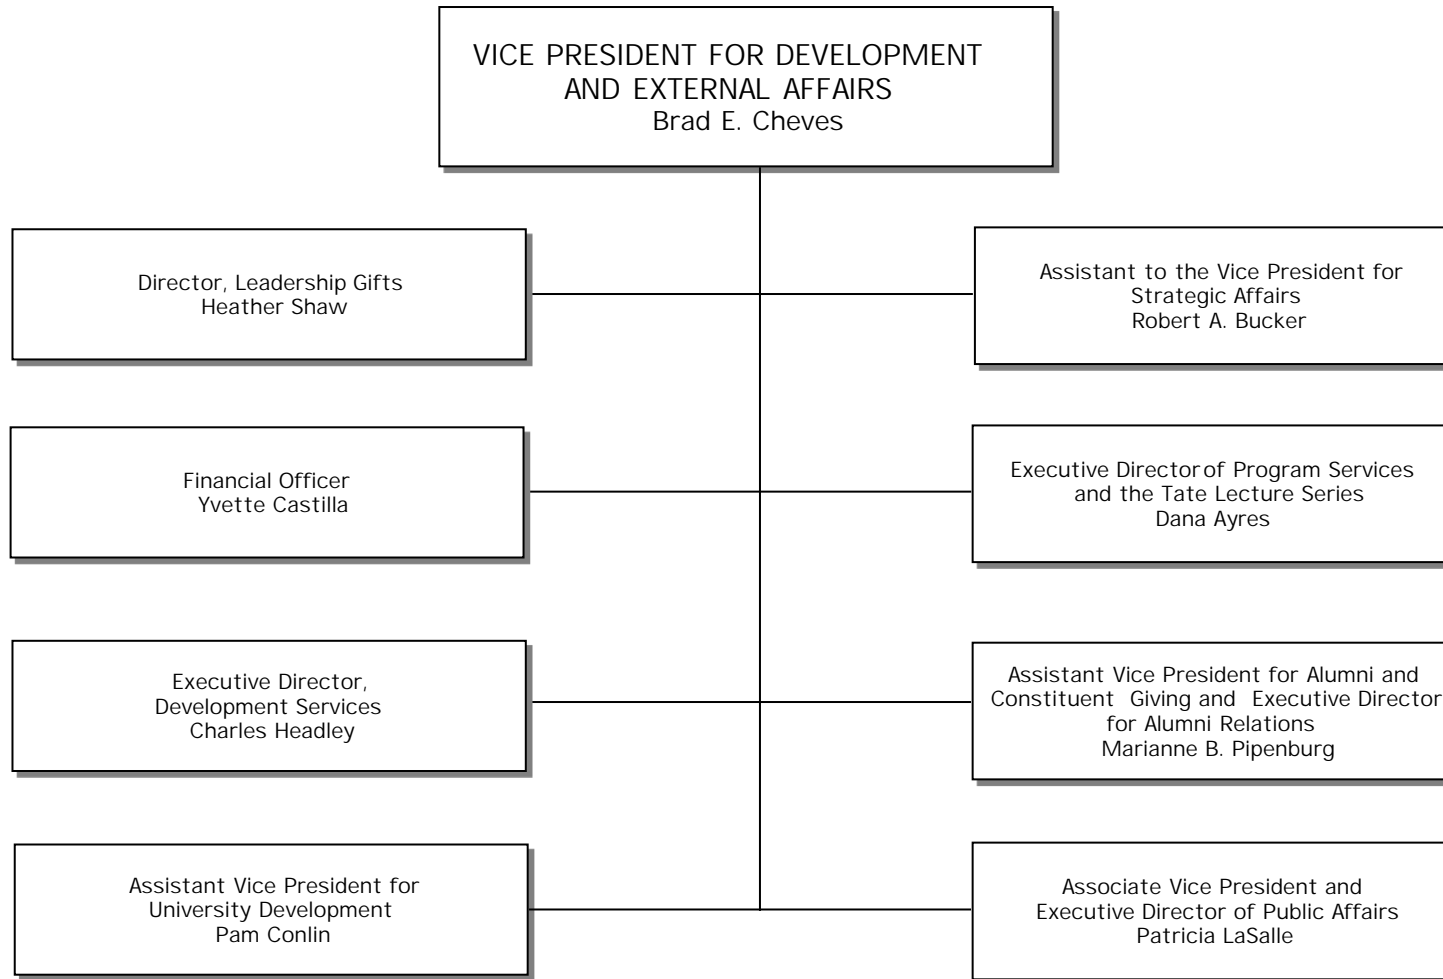 VICE PRESIDENT FOR DEVELOPMENT
AND EXTERNAL AFFAIRS
Brad E. Cheves
Director, Leadership Gifts
Heather Shaw
Assistant to the Vice President for
Strategic Affairs
Robert A. Bucker
Financial Officer
Yvette Castilla
Executive Director of Program Services
and the Tate Lecture Series
Dana Ayres
Executive Director,
Development Services
Charles Headley
Assistant Vice President for Alumni and
Constituent Giving and Executive Director
for Alumni Relations
Marianne B. Pipenburg
Assistant Vice President for
University Development
Pam Conlin
Associate Vice President and
Executive Director of Public Affairs
Patricia LaSalle